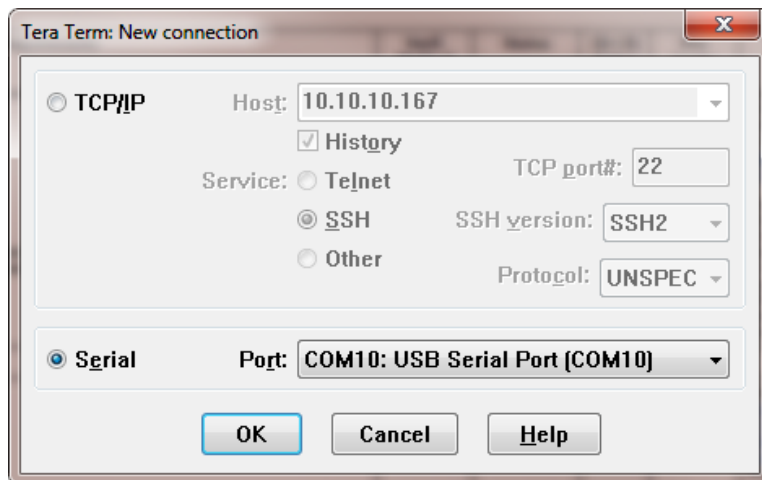 Tera Term: New connection
TCP/IP Host: 10.10.10.167
History
Service: Telnet TCP port#: 22
SSH SSH version: SSH2
Other Protocol: UNSPEC
Serial Port: COM10: USB Serial Port (COM10)
OK Cancel Help